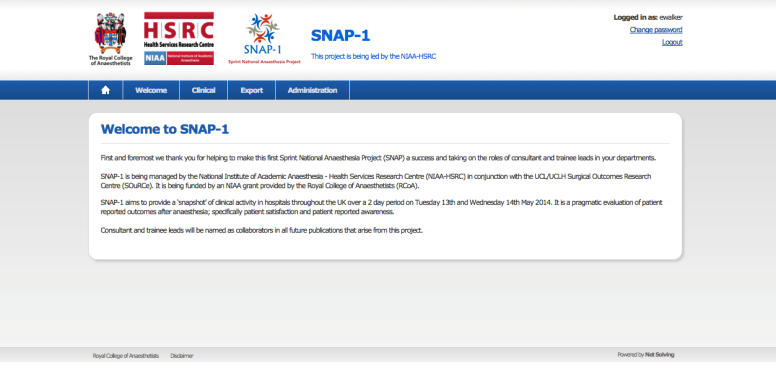 The Royal College
of Anaesthetists
HSRC
Health Services Research Centre
NIAA
National Institute of Academic
Anaesthesia
SNAP-1
Sprint National Anaesthesia Project
SNAP-1
This project is being led by the NIAA-HSRC
Logged in as: ewalker
Change password
Logout
Welcome
Clinical
Export
Administration
Welcome to SNAP-1
First and foremost we thank you for helping to make this first Sprint National Anaesthesia Project (SNAP) a success and taking on the roles of consultant and trainee leads in your departments.
SNAP-1 is being managed by the National Institute of Academic Anaesthesia - Health Services Research Centre (NIAA-HSRC) in conjunction with the UCL/UCLH Surgical Outcomes Research
Centre (SOuRCe). It is being funded by an NIAA grant provided by the Royal College of Anaesthetists (RCoA).
SNAP-1 aims to provide a 'snapshot' of clinical activity in hospitals throughout the UK over a 2 day period on Tuesday 13th and Wednesday 14th May 2014. It is a pragmatic evaluation of patient
reported outcomes after anaesthesia; specifically patient satisfaction and patient reported awareness.
Consultant and trainee leads will be named as collaborators in all future publications that arise from this project.
Royal College of Anaesthetists
Disclaimer
Powered by Net Solving